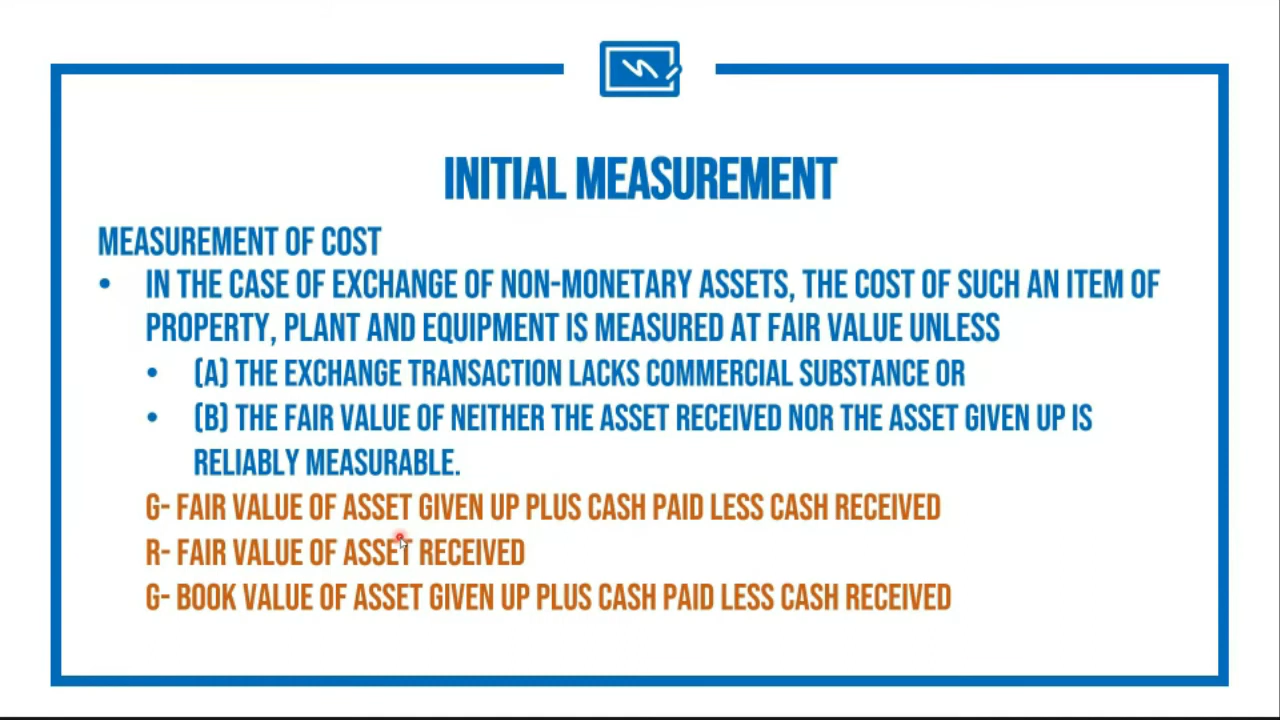 INITIAL MEASUREMENT
MEASUREMENT OF COST
• IN THE CASE OF EXCHANGE OF NON-MONETARY ASSETS, THE COST OF SUCH AN ITEM OF
PROPERTY, PLANT AND EQUIPMENT IS MEASURED AT FAIR VALUE UNLESS
• (A) THE EXCHANGE TRANSACTION LACKS COMMERCIAL SUBSTANCE OR
• (B) THE FAIR VALUE OF NEITHER THE ASSET RECEIVED NOR THE ASSET GIVEN UP IS
RELIABLY MEASURABLE.
G- FAIR VALUE OF ASSET GIVEN UP PLUS CASH PAID LESS CASH RECEIVED
R- FAIR VALUE OF ASSET RECEIVED
G- BOOK VALUE OF ASSET GIVEN UP PLUS CASH PAID LESS CASH RECEIVED